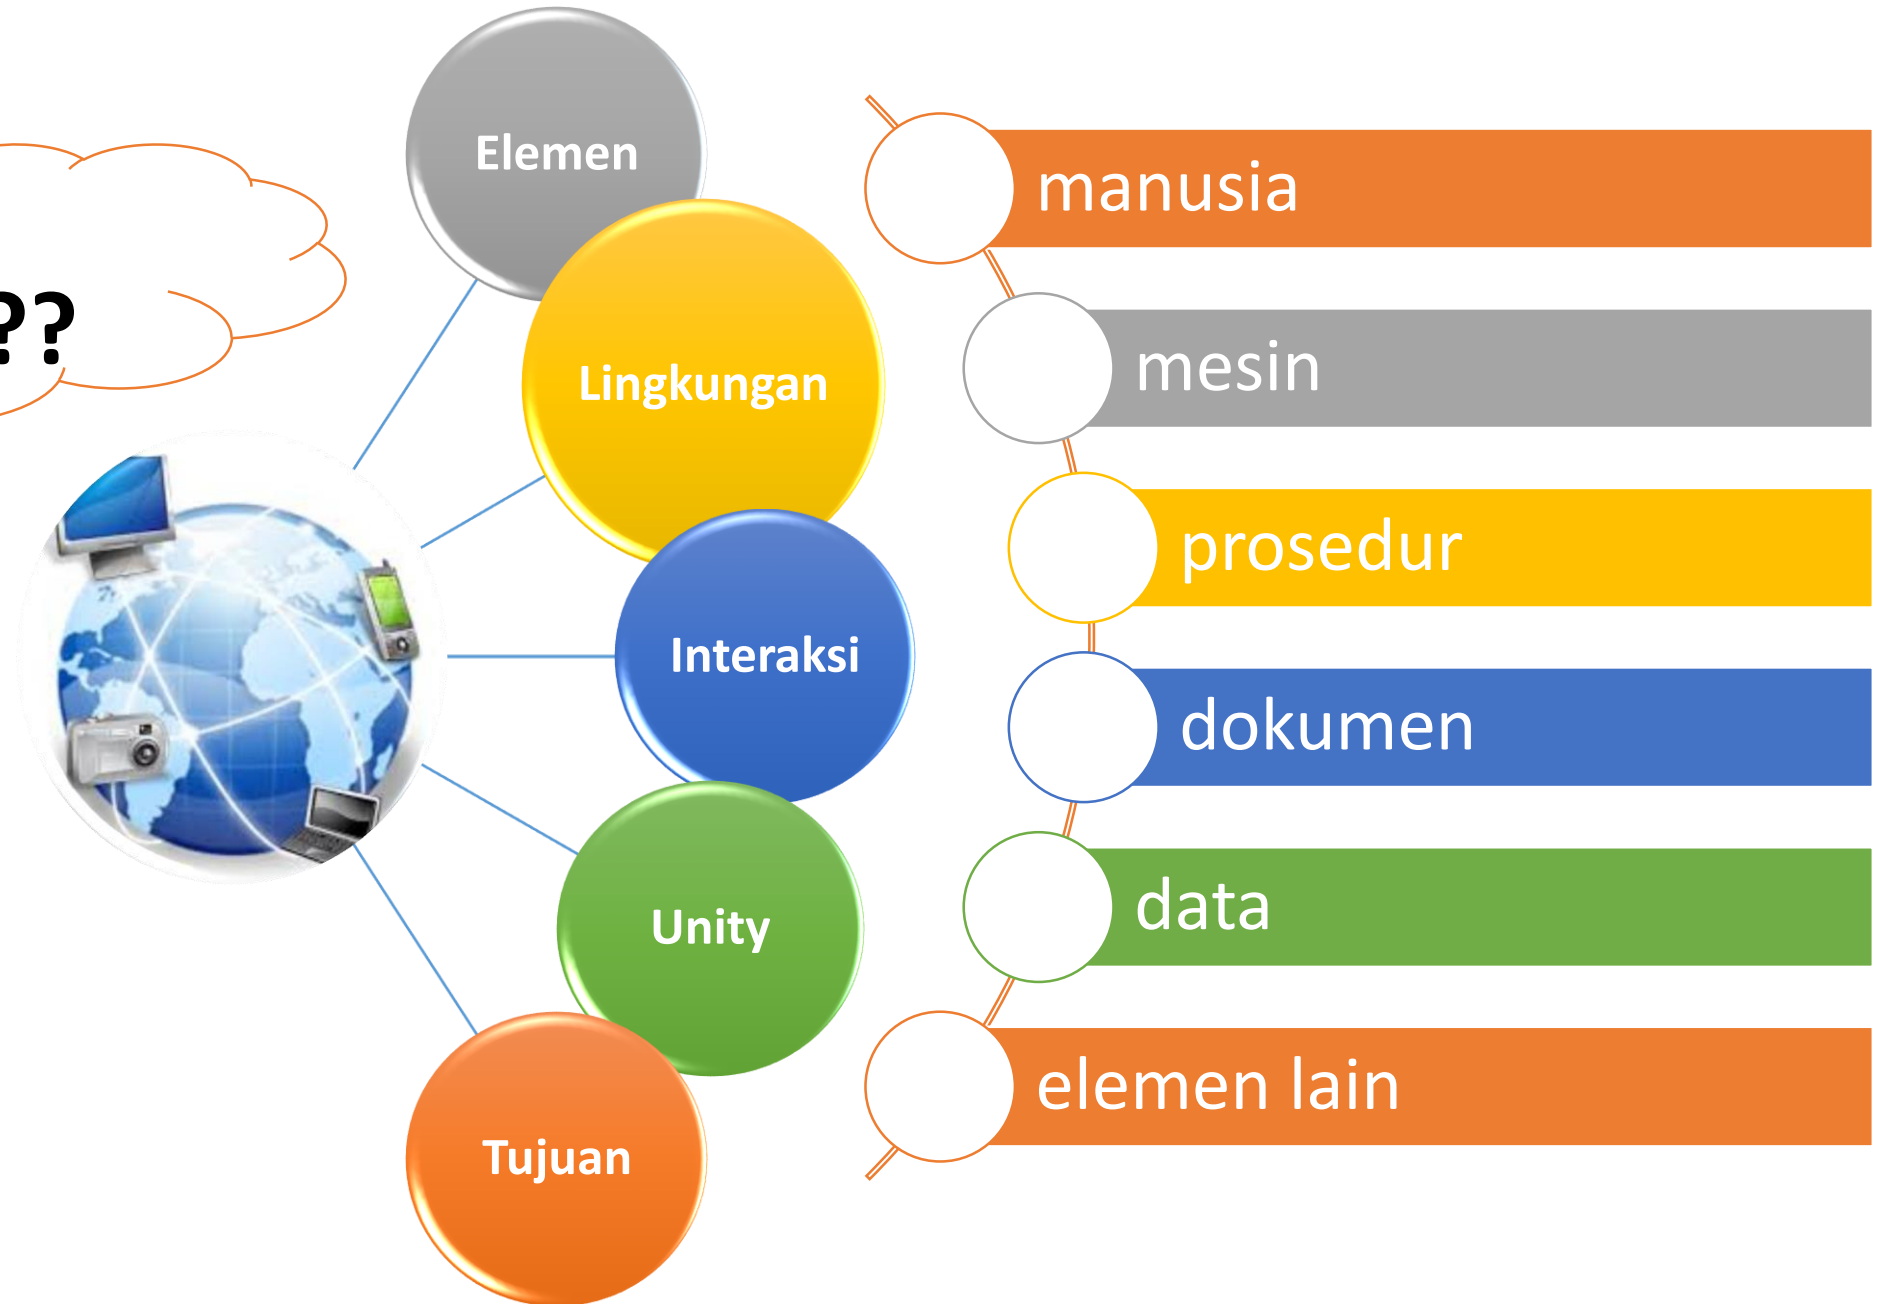 ??
Elemen
Lingkungan
Interaksi
Unity
Tujuan
manusia
mesin
prosedur
dokumen
data
elemen lain